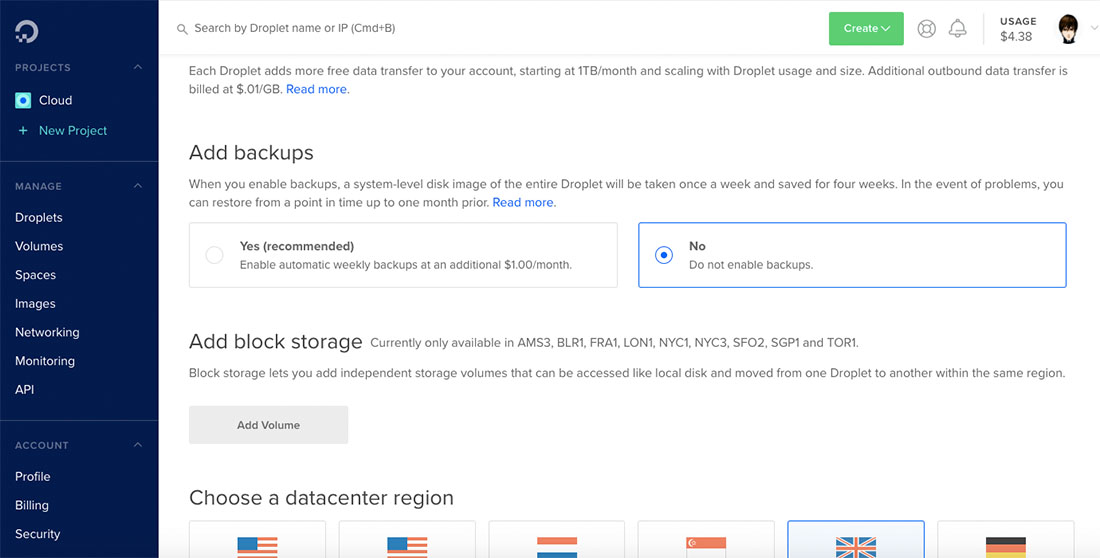 Search by Droplet name or IP (Cmd+B)
Create
USAGE
$4.38
PROJECTS
Cloud
+ New Project
MANAGE
Droplets
Volumes
Spaces
Images
Networking
Monitoring
API
ACCOUNT
Profile
Billing
Security
Each Droplet adds more free data transfer to your account, starting at 1TB/month and scaling with Droplet usage and size. Additional outbound data transfer is
billed at $.01/GB. Read more.
Add backups
When you enable backups, a system-level disk image of the entire Droplet will be taken once a week and saved for four weeks. In the event of problems, you
can restore from a point in time up to one month prior. Read more.
Yes (recommended)
Enable automatic weekly backups at an additional $1.00/month.
No
Do not enable backups.
Add block storage Currently only available in AMS3, BLR1, FRA1, LON1, NYC1, NYC3, SFO2, SGP1 and TOR1.
Block storage lets you add independent storage volumes that can be accessed like local disk and moved from one Droplet to another within the same region.
Add Volume
Choose a datacenter region